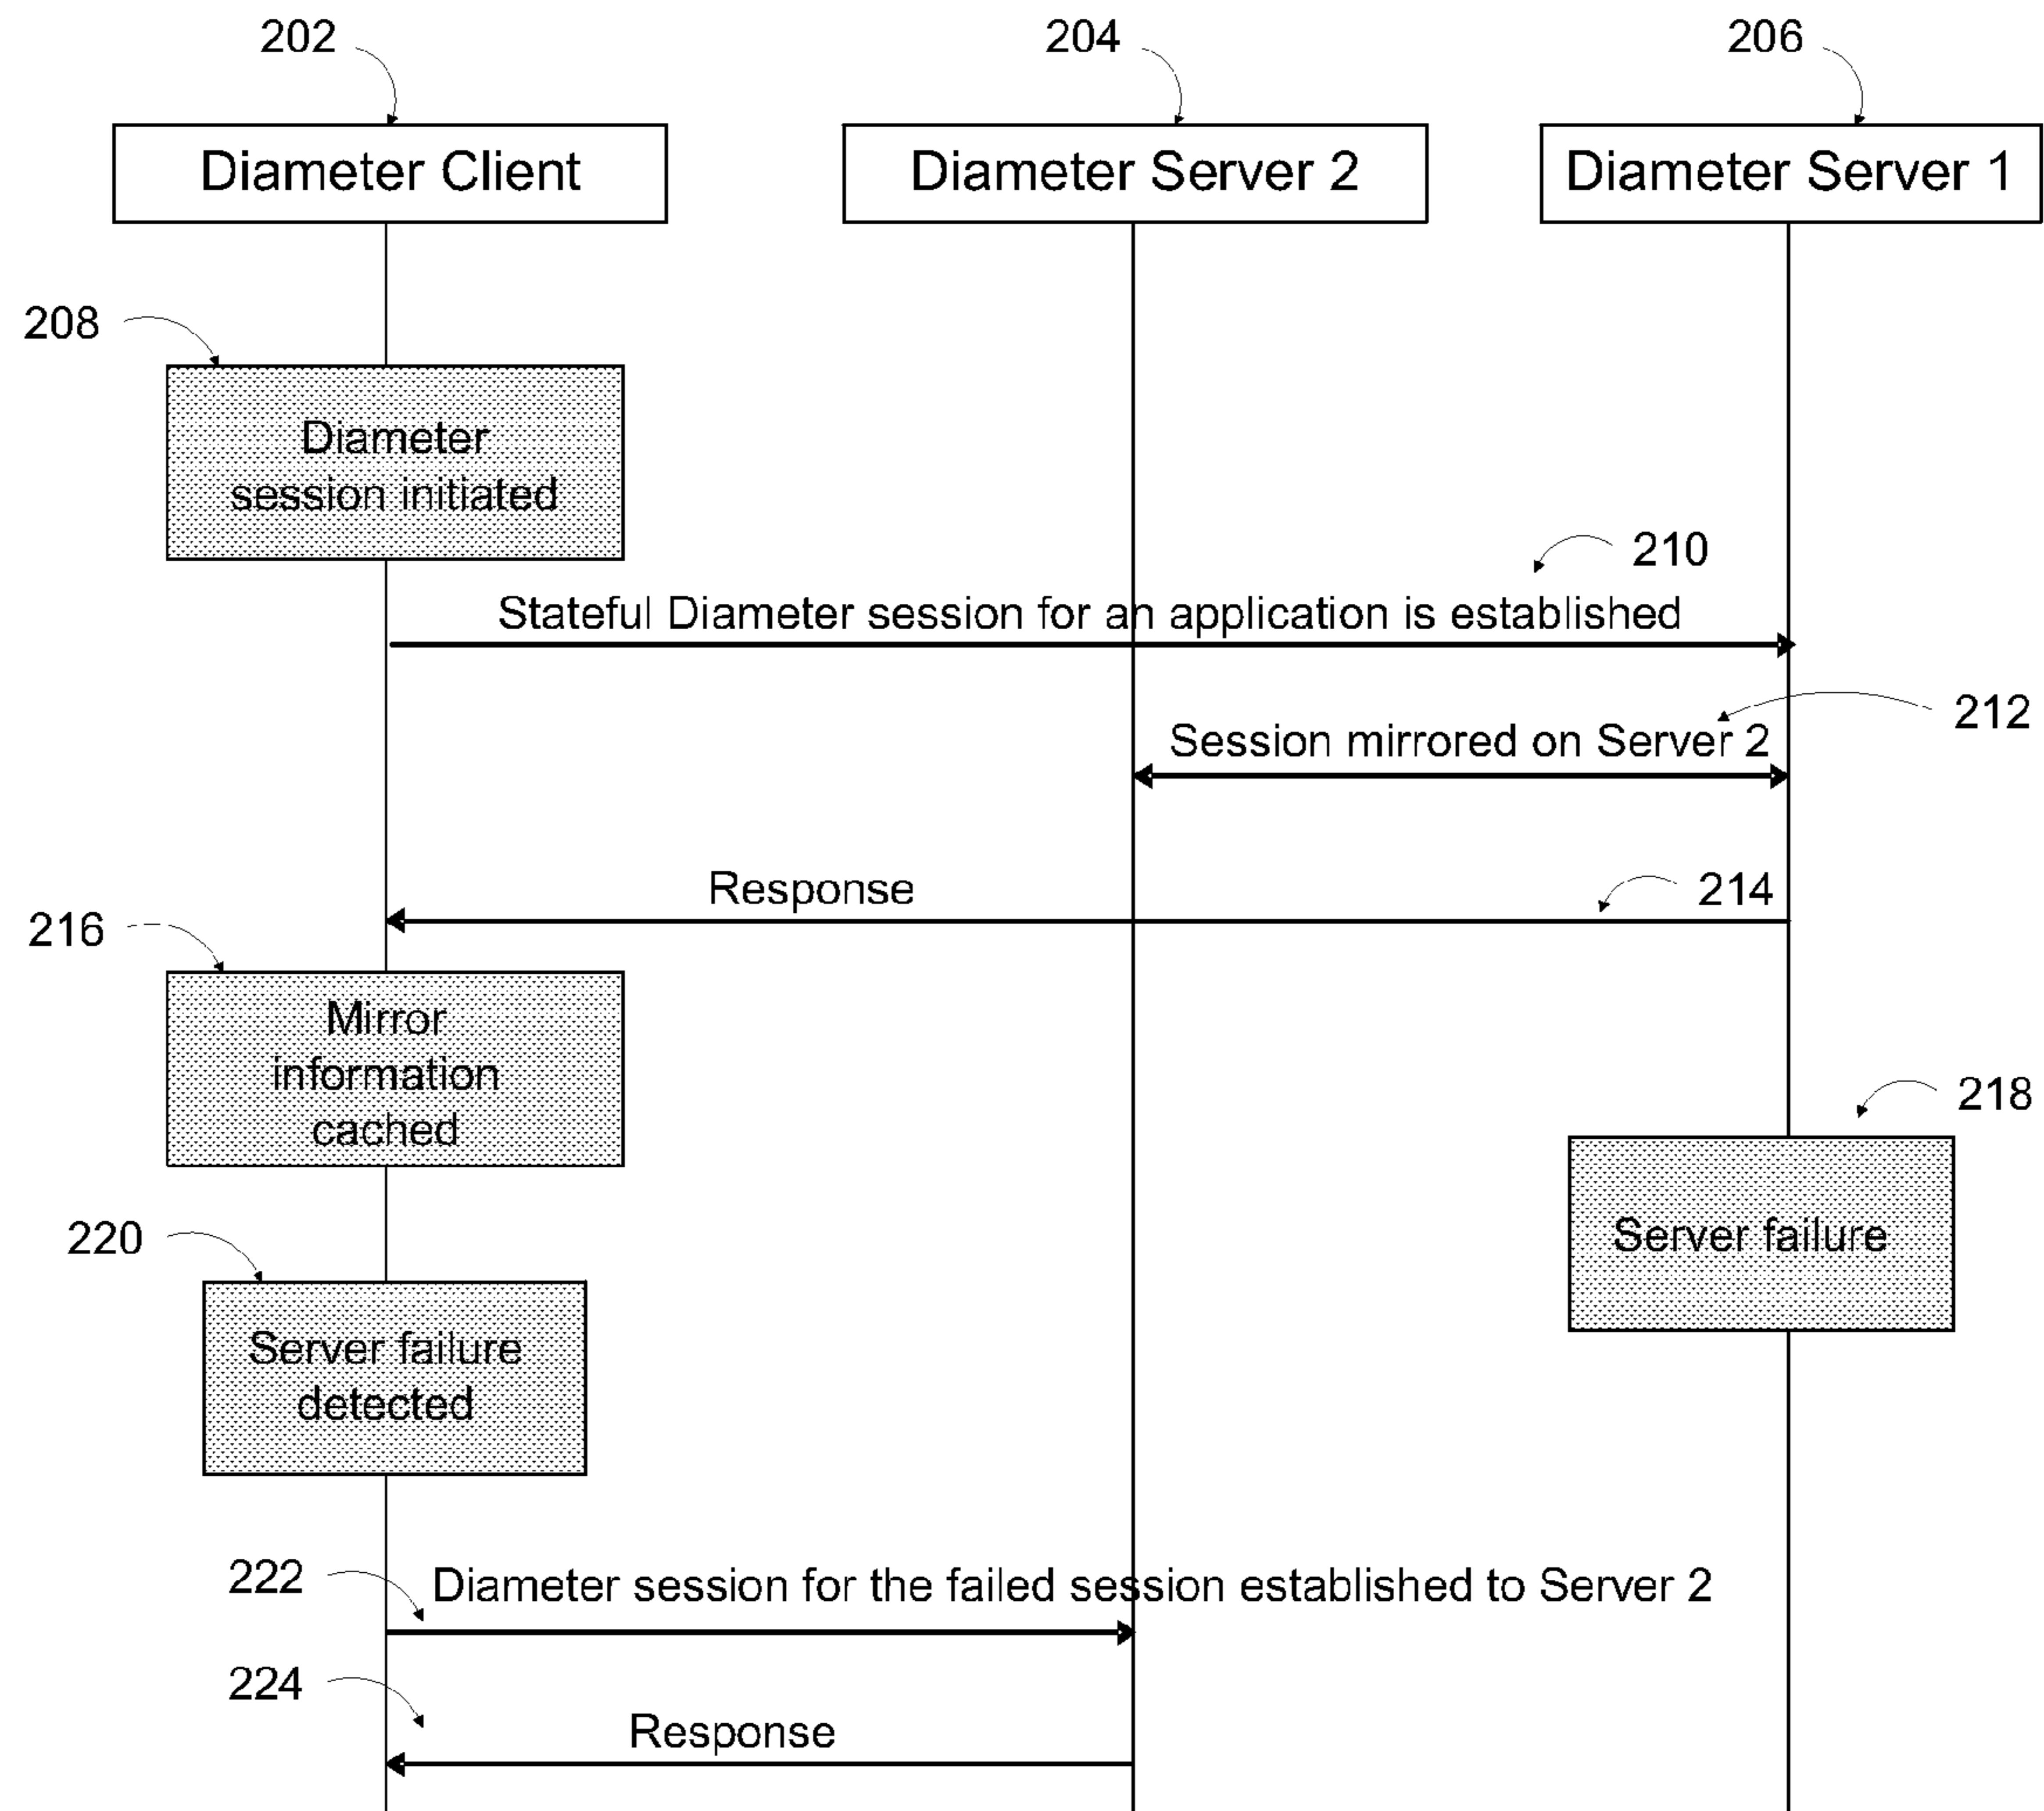 202
204
206
Diameter Client
Diameter Server 2
Diameter Server 1
208
Diameter
session initiated
210
Stateful Diameter session for an application is established
212
Session mirrored on Server 2
Response
214
216
Mirror
information
cached
218
Server failure
220
Server failure
detected
222
Diameter session for the failed session established to Server 2
224
Response